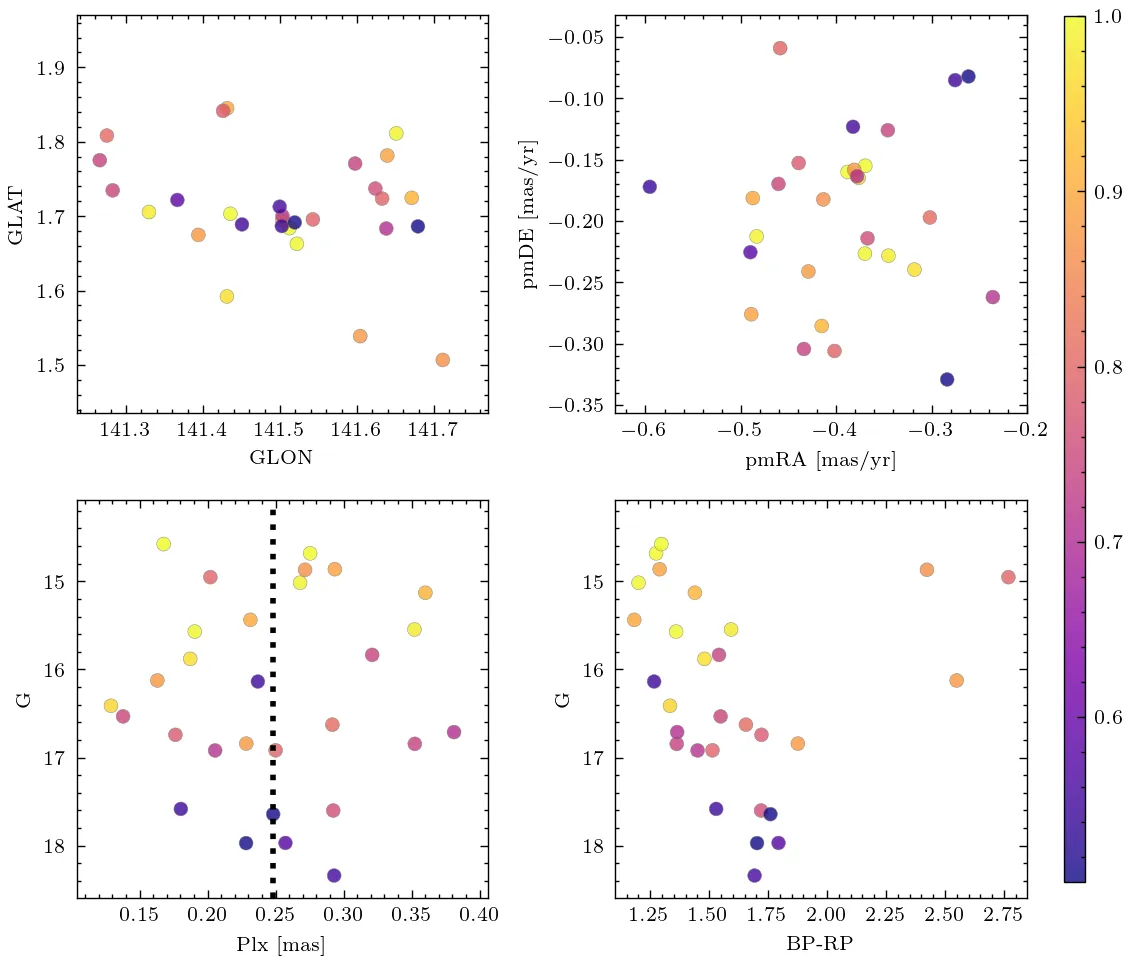 1.9
1.8
1.7
1.6
1.5
GLAT
141.3 141.4 141.5 141.6 141.7
GLON
−0.05
−0.10
−0.15
−0.20
−0.25
−0.30
−0.35
pmDE [mas/yr]
−0.6 −0.5 −0.4 −0.3 −0.2
pmRA [mas/yr]
1.0
0.9
0.8
0.7
0.6
15
16
17
18
G
0.15 0.20 0.25 0.30 0.35 0.40
Plx [mas]
15
16
17
18
G
1.25 1.50 1.75 2.00 2.25 2.50 2.75
BP-RP